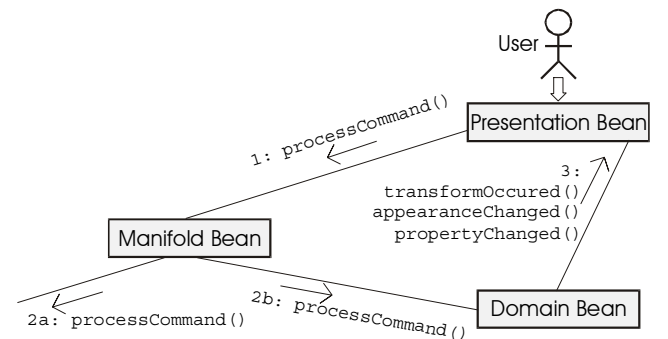 User
Presentation Bean
1: processCommand()
3:
transformOccured()
appearanceChanged()
propertyChanged()
Manifold Bean
2a: processCommand()
2b: processCommand()
Domain Bean